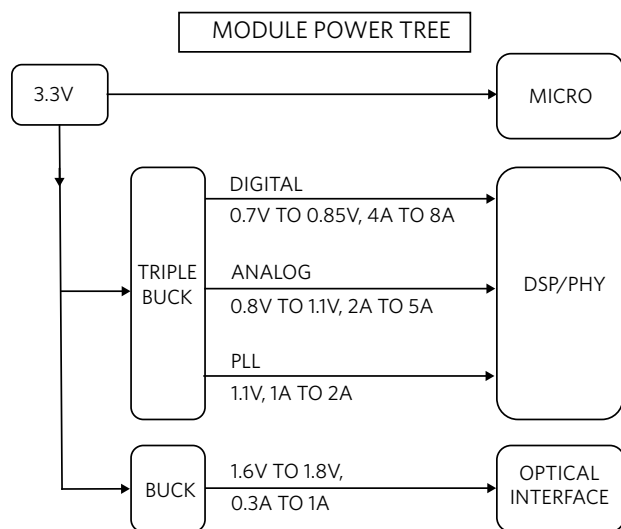 MODULE POWER TREE
3.3V
MICRO
DIGITAL
0.7V TO 0.85V, 4A TO 8A
TRIPLE
BUCK
ANALOG
0.8V TO 1.1V, 2A TO 5A
DSP/PHY
PLL
1.1V, 1A TO 2A
BUCK
1.6V TO 1.8V,
0.3A TO 1A
OPTICAL
INTERFACE